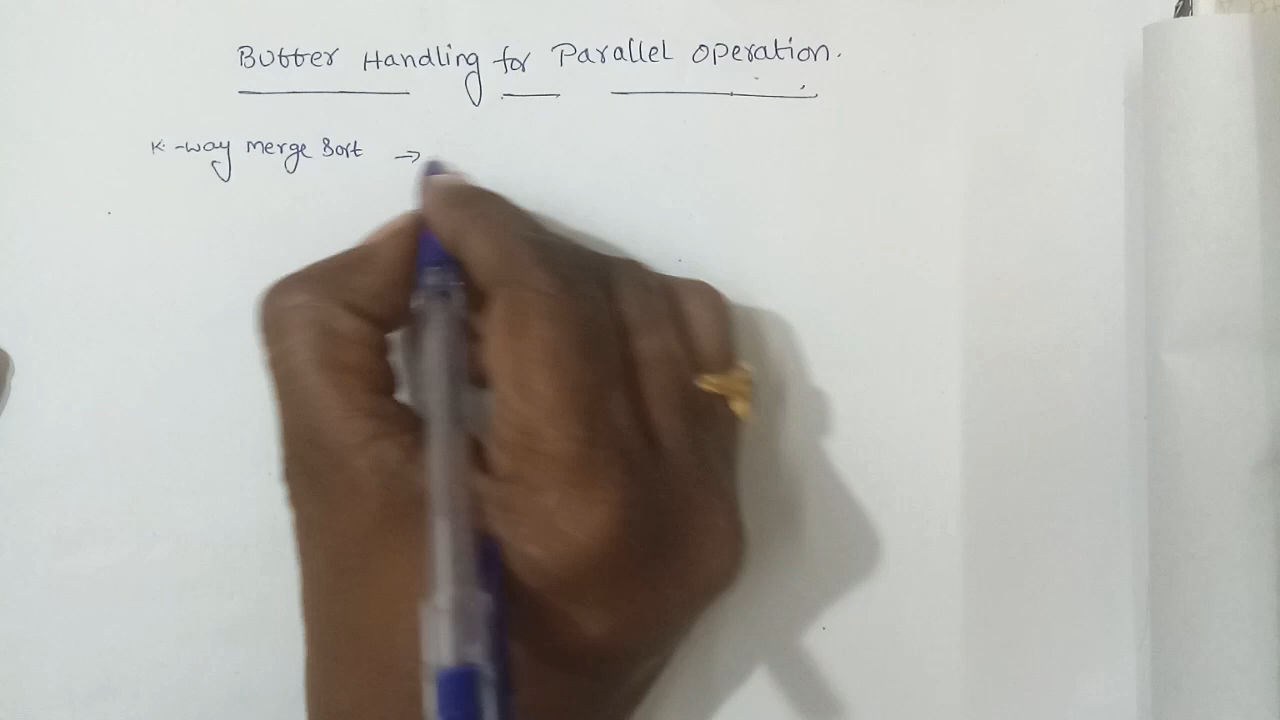 Buffer Handling for Parallel operation.
K-way merge Sort →